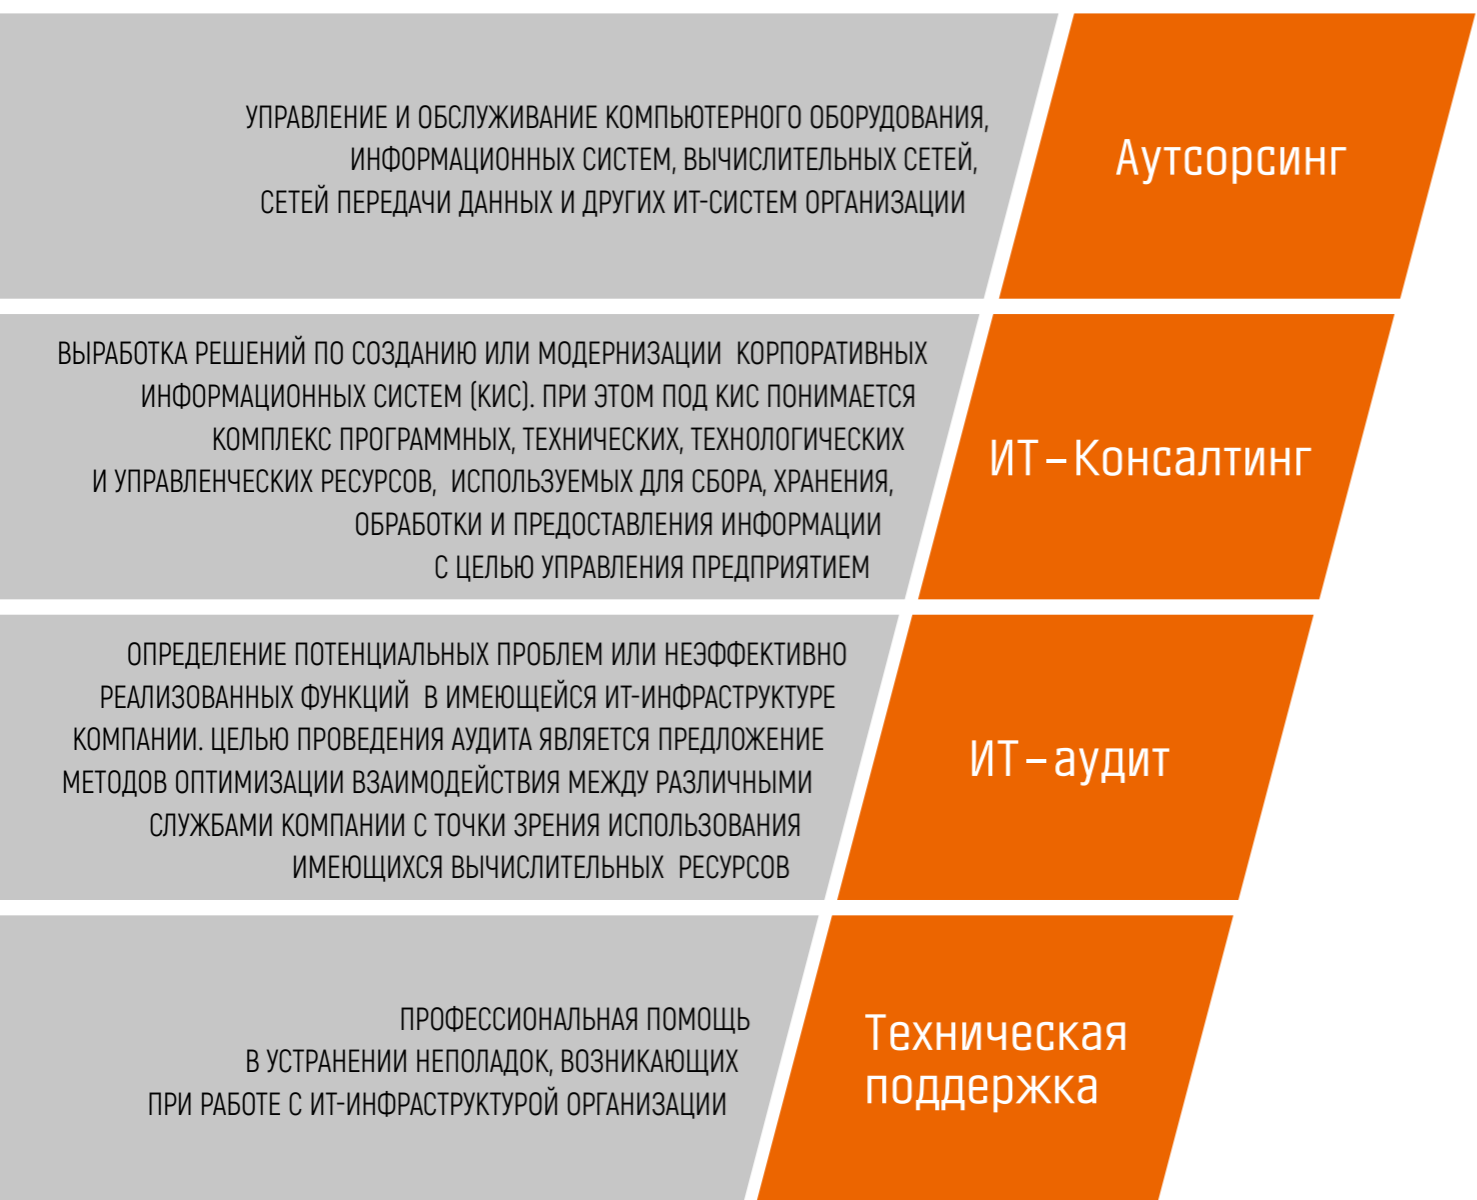 УПРАВЛЕНИЕ И ОБСЛУЖИВАНИЕ КОМПЬЮТЕРНОГО ОБОРУДОВАНИЯ,
ИНФОРМАЦИОННЫХ СИСТЕМ, ВЫЧИСЛИТЕЛЬНЫХ СЕТЕЙ,
СЕТЕЙ ПЕРЕДАЧИ ДАННЫХ И ДРУГИХ ИТ-СИСТЕМ ОРГАНИЗАЦИИ
Аутсорсинг
ВЫРАБОТКА РЕШЕНИЙ ПО СОЗДАНИЮ ИЛИ МОДЕРНИЗАЦИИ КОРПОРАТИВНЫХ
ИНФОРМАЦИОННЫХ СИСТЕМ (КИС). ПРИ ЭТОМ ПОД КИС ПОНИМАЕТСЯ
КОМПЛЕКС ПРОГРАММНЫХ, ТЕХНИЧЕСКИХ, ТЕХНОЛОГИЧЕСКИХ
И УПРАВЛЕНЧЕСКИХ РЕСУРСОВ, ИСПОЛЬЗУЕМЫХ ДЛЯ СБОРА, ХРАНЕНИЯ,
ОБРАБОТКИ И ПРЕДОСТАВЛЕНИЯ ИНФОРМАЦИИ
С ЦЕЛЬЮ УПРАВЛЕНИЯ ПРЕДПРИЯТИЕМ
ИТ – Консалтинг
ОПРЕДЕЛЕНИЕ ПОТЕНЦИАЛЬНЫХ ПРОБЛЕМ ИЛИ НЕЭФФЕКТИВНО
РЕАЛИЗОВАННЫХ ФУНКЦИЙ В ИМЕЮЩЕЙСЯ ИТ-ИНФРАСТРУКТУРЕ
КОМПАНИИ. ЦЕЛЬЮ ПРОВЕДЕНИЯ АУДИТА ЯВЛЯЕТСЯ ПРЕДЛОЖЕНИЕ
МЕТОДОВ ОПТИМИЗАЦИИ ВЗАИМОДЕЙСТВИЯ МЕЖДУ РАЗЛИЧНЫМИ
СЛУЖБАМИ КОМПАНИИ С ТОЧКИ ЗРЕНИЯ ИСПОЛЬЗОВАНИЯ
ИМЕЮЩИХСЯ ВЫЧИСЛИТЕЛЬНЫХ РЕСУРСОВ
ИТ – аудит
ПРОФЕССИОНАЛЬНАЯ ПОМОЩЬ
В УСТРАНЕНИИ НЕПОЛАДОК, ВОЗНИКАЮЩИХ
ПРИ РАБОТЕ С ИТ-ИНФРАСТРУКТУРОЙ ОРГАНИЗАЦИИ
Техническая
поддержка